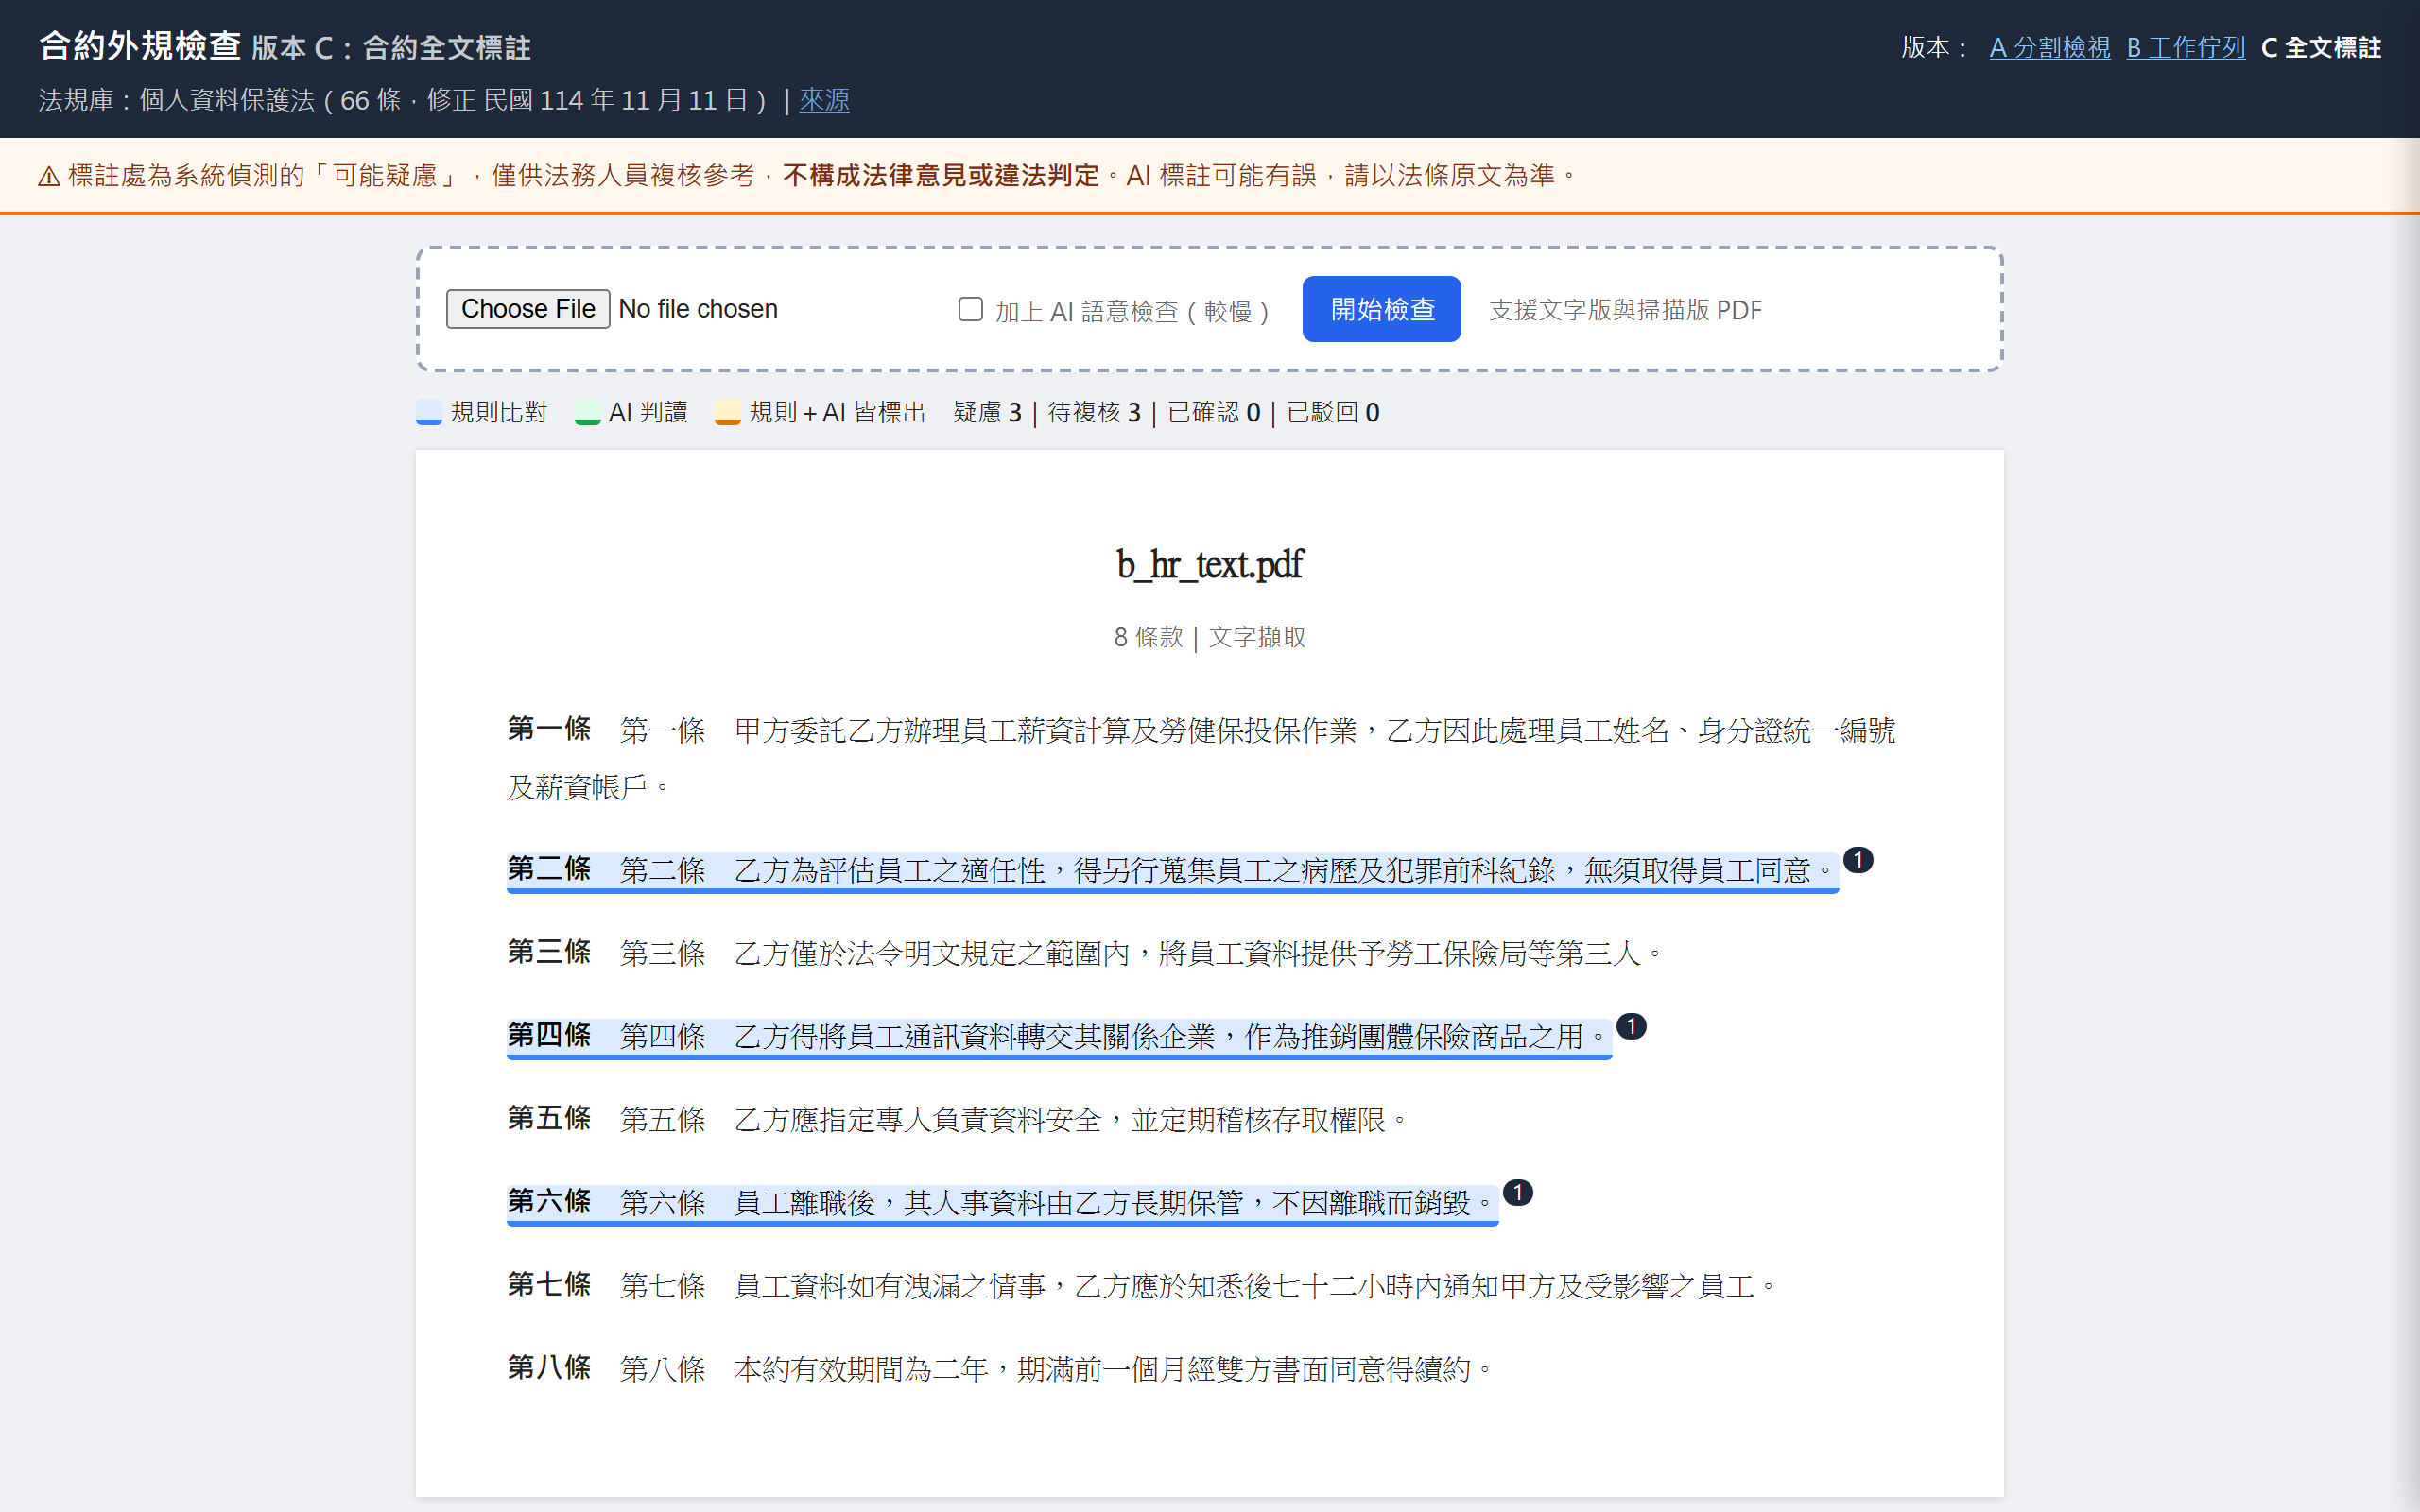 合約外規檢查 版本 C：合約全文標註
版本： A 分割檢視 B 工作佇列 C 全文標註
法規庫：個人資料保護法（66 條，修正 民國 114 年 11 月 11 日）｜來源
⚠ 標註處為系統偵測的「可能疑慮」，僅供法務人員複核參考，不構成法律意見或違法判定。AI 標註可能有誤，請以法條原文為準。
Choose File No file chosen 加上 AI 語意檢查（較慢） 開始檢查 支援文字版與掃描版 PDF
規則比對 AI 判讀 規則＋AI 皆標出 疑慮 3｜待複核 3｜已確認 0｜已駁回 0
b_hr_text.pdf
8 條款｜文字擷取
第一條 第一條 甲方委託乙方辦理員工薪資計算及勞健保投保作業，乙方因此處理員工姓名、身分證統一編號
及薪資帳戶。
第二條 第二條 乙方為評估員工之適任性，得另行蒐集員工之病歷及犯罪前科紀錄，無須取得員工同意。 1
第三條 第三條 乙方僅於法令明文規定之範圍內，將員工資料提供予勞工保險局等第三人。
第四條 第四條 乙方得將員工通訊資料轉交其關係企業，作為推銷團體保險商品之用。 1
第五條 第五條 乙方應指定專人負責資料安全，並定期稽核存取權限。
第六條 第六條 員工離職後，其人事資料由乙方長期保管，不因離職而銷毀。 1
第七條 第七條 員工資料如有洩漏之情事，乙方應於知悉後七十二小時內通知甲方及受影響之員工。
第八條 第八條 本約有效期間為二年，期滿前一個月經雙方書面同意得續約。